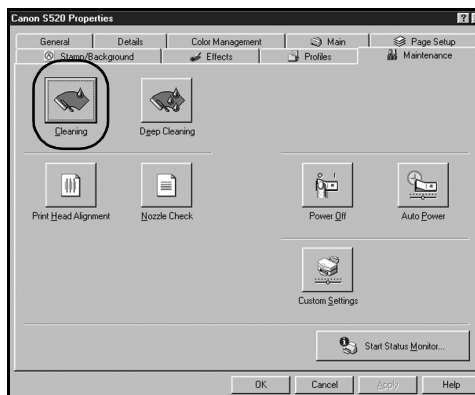 Canon S520 Properties
General Details Color Management Main Page Setup
Stamp/Background Effects Profiles Maintenance
Cleaning Deep Cleaning
Print Head Alignment Nozzle Check Power Off Auto Power
Custom Settings
Start Status Monitor...
OK Cancel Apply Help